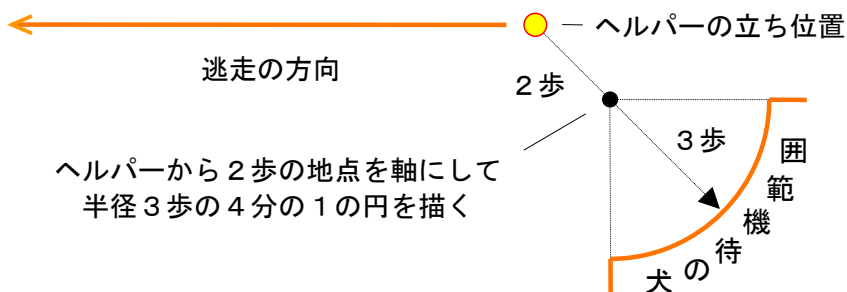 ヘルパーの立ち位置
逃走の方向
２歩
３歩
ヘルパーから２歩の地点を軸にして
半径３歩の４分の１の円を描く
犬の待機範囲